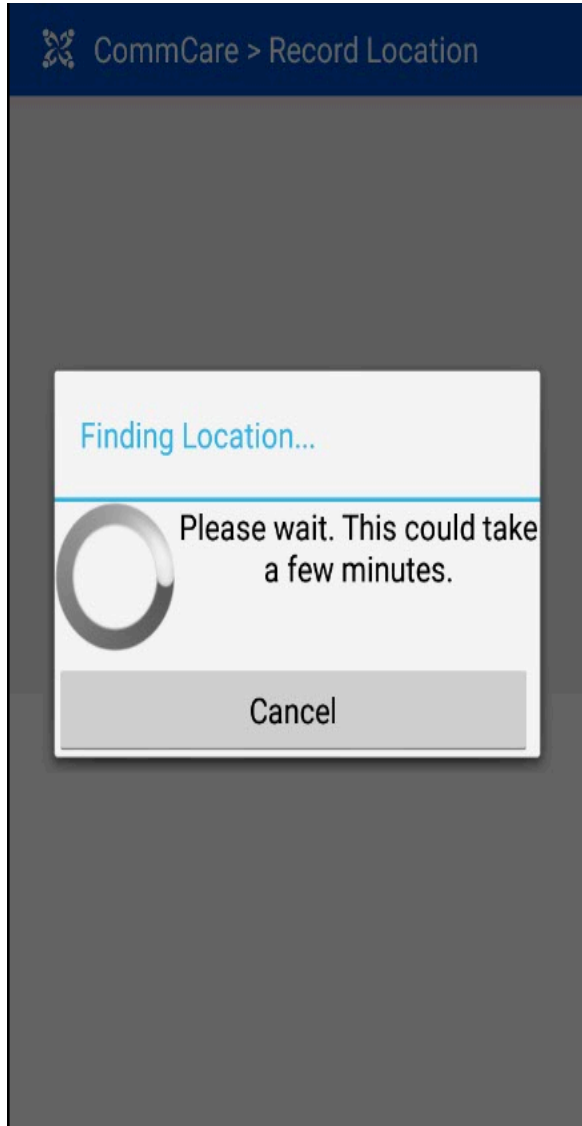 CommCare > Record Location
Finding Location...
Please wait. This could take
a few minutes.
Cancel